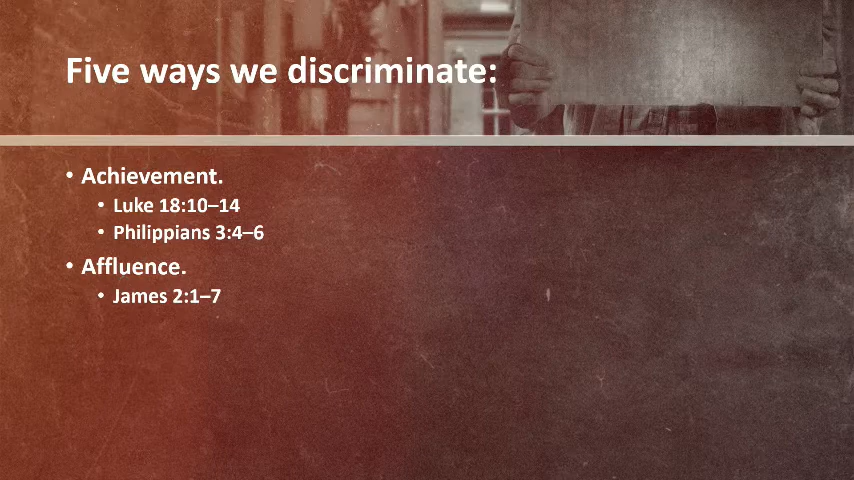 Five ways we discriminate:
• Achievement.
• Luke 18:10–14
• Philippians 3:4–6
• Affluence.
• James 2:1–7